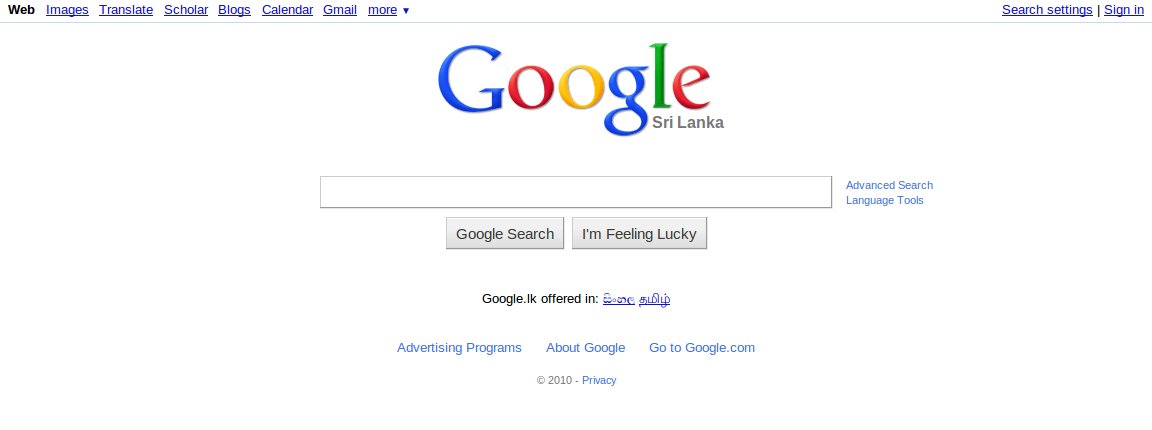 Web Images Translate Scholar Blogs Calendar Gmail more ▼ Search settings | Sign in
Google
Sri Lanka
Advanced Search
Language Tools
Google Search I'm Feeling Lucky
Google.lk offered in: සිංහල தமிழ்
Advertising Programs About Google Go to Google.com
© 2010 - Privacy